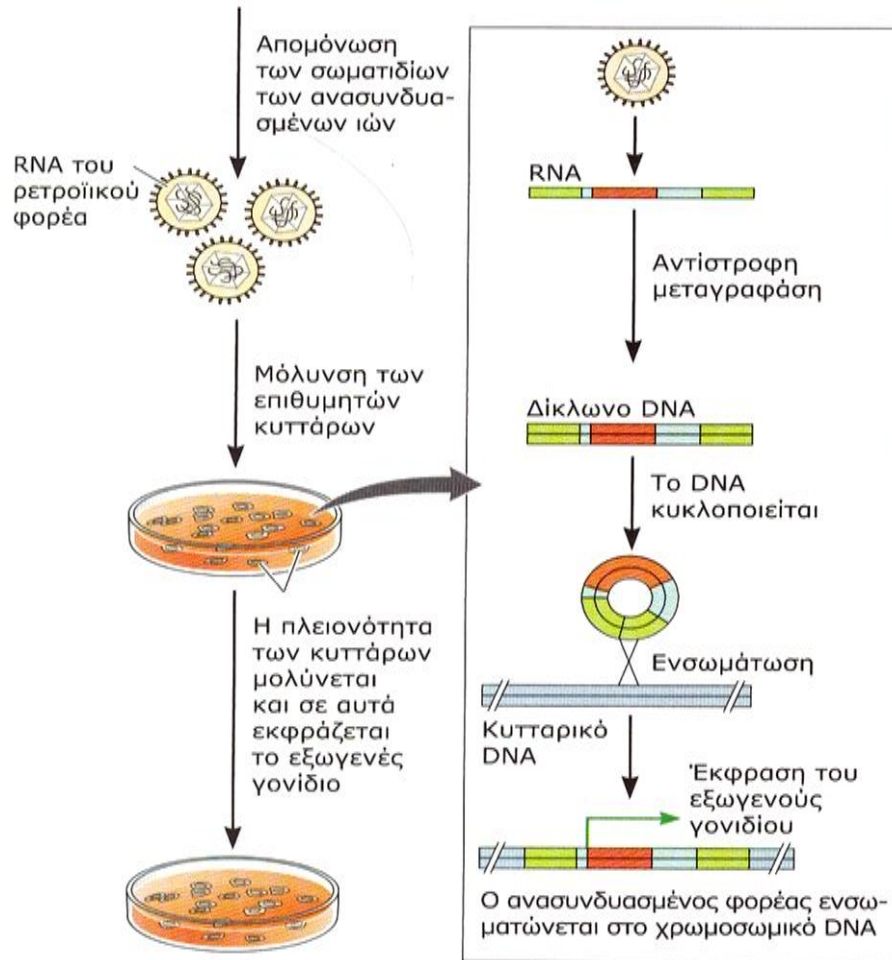 Απομόνωση
των σωματιδίων
των ανασυνδυα-
σμένων ιών
RNA του
ρετροϊικού
φορέα
Μόλυνση των
επιθυμητών
κυττάρων
Η πλειονότητα
των κυττάρων
μολύνεται
και σε αυτά
εκφράζεται
το εξωγενές
γονίδιο
RNA
Αντίστροφη
μεταγραφάση
Δίκλωνο DNA
Το DNA
κυκλοποιείται
Ενσωμάτωση
Κυτταρικό
DNA
Έκφραση του
εξωγενούς
γονιδίου
Ο ανασυνδυασμένος φορέας ενσω-
ματώνεται στο χρωμοσωμικό DNA